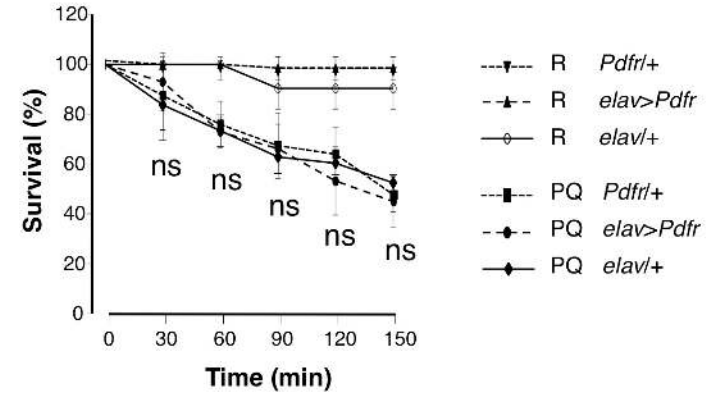 120
100
80
60
40
20
0
Survival (%)
ns
ns
ns
ns
ns
0 30 60 90 120 150
Time (min)
R Pdfr/+
R elav>Pdfr
R elav/+
PQ Pdfr/+
PQ elav>Pdfr
PQ elav/+